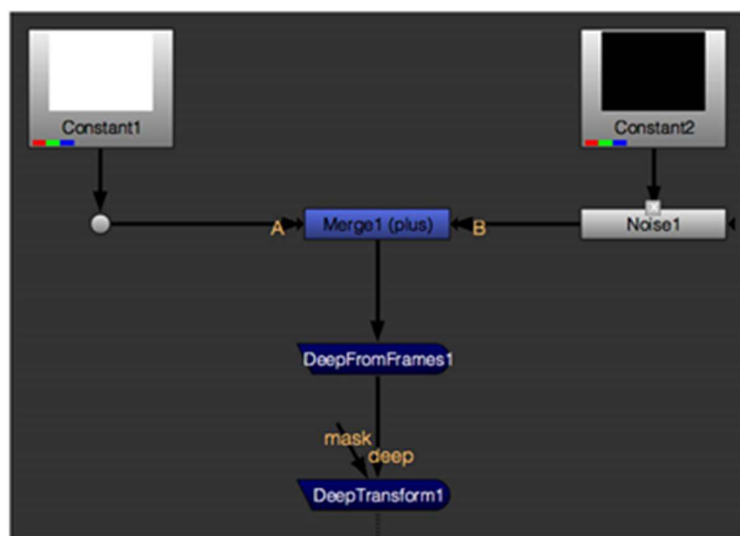 Constant1
Constant2
A
Merge1 (plus)
B
Noise1
DeepFromFrames1
mask
deep
DeepTransform1